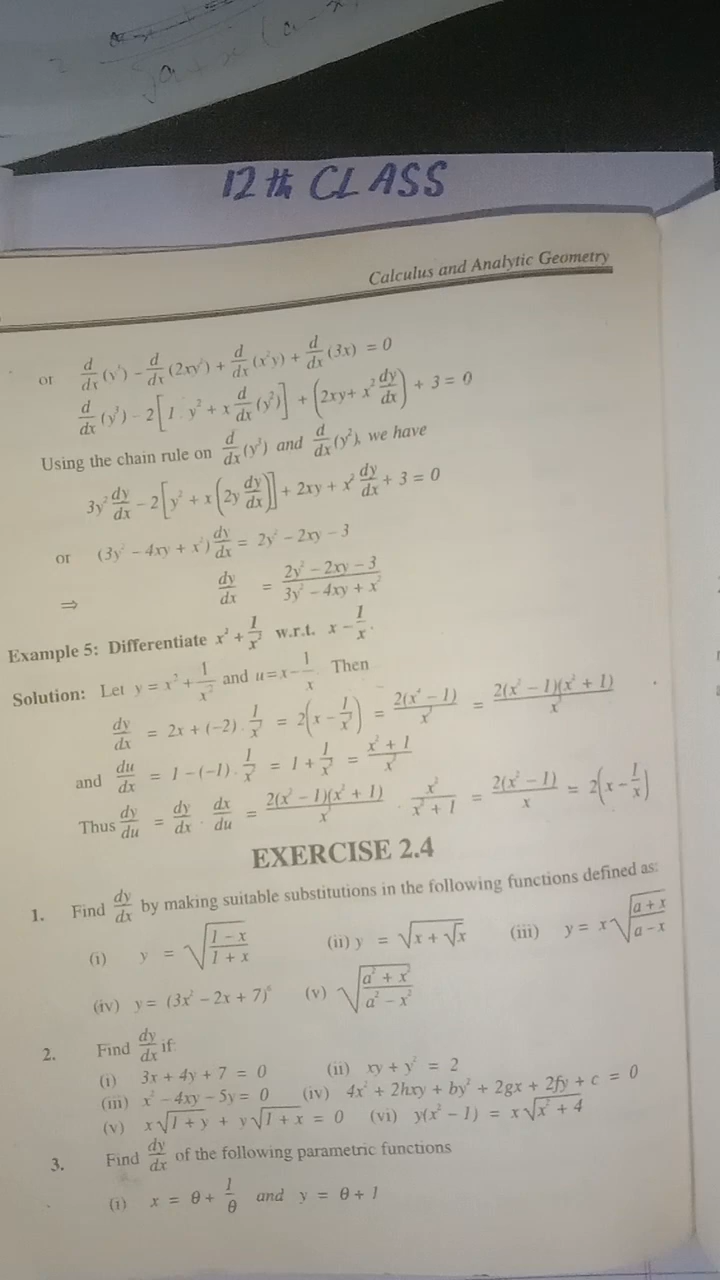 12th CLASS
Calculus and Analytic Geometry
or d/dx (y³) − d/dx (2xy²) + d/dx (x²y) + d/dx (3x) = 0
d/dx (y³) − 2[1 . y² + x d/dx (y²)] + (2xy + x² dy/dx) + 3 = 0
Using the chain rule on d/dx (y³) and d/dx (y²), we have
3y² dy/dx − 2[y² + x(2y dy/dx)] + 2xy + x² dy/dx + 3 = 0
or (3y² − 4xy + x²) dy/dx = 2y² − 2xy − 3
⇒ dy/dx = (2y² − 2xy − 3)/(3y² − 4xy + x²)
Example 5: Differentiate x² + 1/x² w.r.t. x − 1/x.
Solution: Let y = x² + 1/x² and u = x − 1/x. Then
dy/dx = 2x + (−2) . 1/x³ = 2(x − 1/x³) = 2(x⁴ − 1)/x³ = 2(x² − 1)(x² + 1)/x³
and du/dx = 1 − (−1) . 1/x² = 1 + 1/x² = (x² + 1)/x²
Thus dy/du = dy/dx . dx/du = 2(x² − 1)(x² + 1)/x³ . x²/(x² + 1) = 2(x² − 1)/x = 2(x − 1/x)
EXERCISE 2.4
1. Find dy/dx by making suitable substitutions in the following functions defined as:
(i) y = √((1 − x)/(1 + x)) (ii) y = √(x + √x) (iii) y = x√((a + x)/(a − x))
(iv) y = (3x² − 2x + 7)⁶ (v) √((a² + x²)/(a² − x²))
2. Find dy/dx if:
(i) 3x + 4y + 7 = 0 (ii) xy + y² = 2
(iii) x² − 4xy − 5y = 0 (iv) 4x² + 2hxy + by² + 2gx + 2fy + c = 0
(v) x√(1 + y) + y√(1 + x) = 0 (vi) y(x² − 1) = x√(x² + 4)
3. Find dy/dx of the following parametric functions
(i) x = θ + 1/θ and y = θ + 1